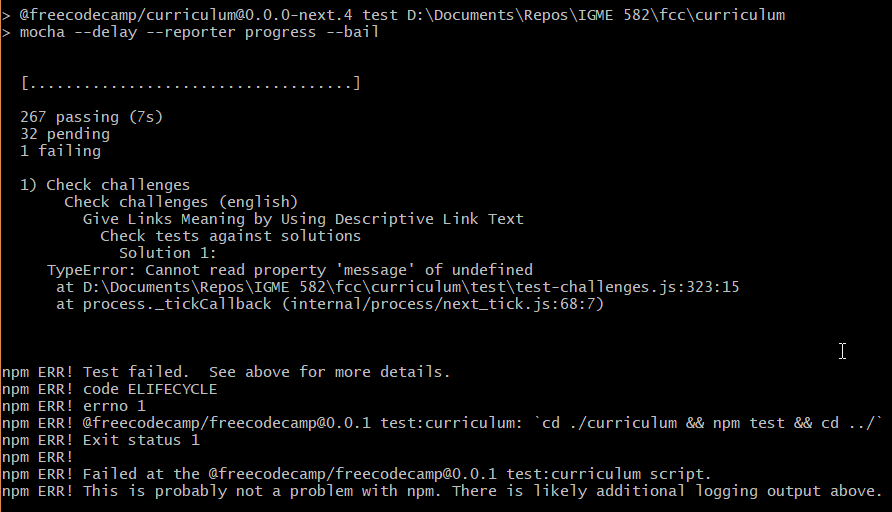 > @freecodecamp/curriculum@0.0.0-next.4 test D:\Documents\Repos\IGME 582\fcc\curriculum
> mocha --delay --reporter progress --bail
[....................................]
267 passing (7s)
32 pending
1 failing
1) Check challenges
Check challenges (english)
Give Links Meaning by Using Descriptive Link Text
Check tests against solutions
Solution 1:
TypeError: Cannot read property 'message' of undefined
at D:\Documents\Repos\IGME 582\fcc\curriculum\test\test-challenges.js:323:15
at process._tickCallback (internal/process/next_tick.js:68:7)
npm ERR! Test failed.  See above for more details.
npm ERR! code ELIFECYCLE
npm ERR! errno 1
npm ERR! @freecodecamp/freecodecamp@0.0.1 test:curriculum: `cd ./curriculum && npm test && cd ../`
npm ERR! Exit status 1
npm ERR!
npm ERR! Failed at the @freecodecamp/freecodecamp@0.0.1 test:curriculum script.
npm ERR! This is probably not a problem with npm. There is likely additional logging output above.